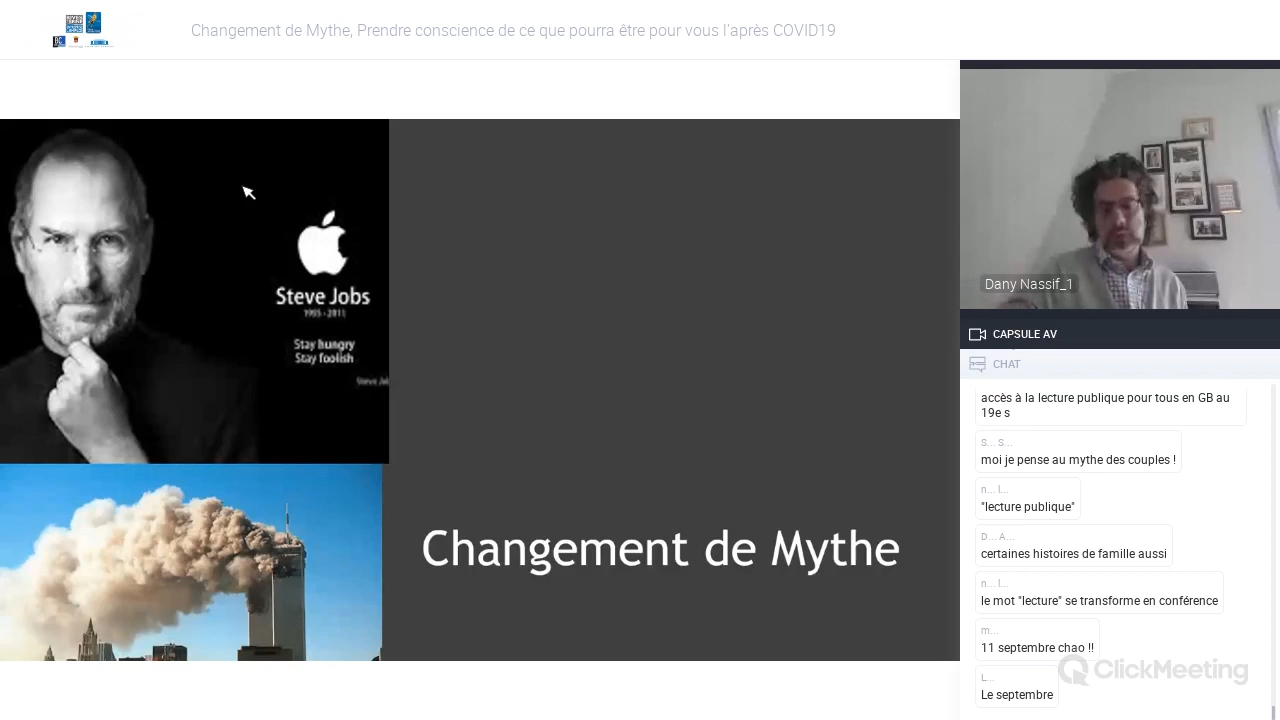 Changement de Mythe, Prendre conscience de ce que pourra être pour vous l'après COVID19
Steve Jobs
1955 - 2011
Stay hungry
Stay foolish
Steve Job
Changement de Mythe
Dany Nassif_1
CAPSULE AV
CHAT
accès à la lecture publique pour tous en GB au
19e s
S... S...
moi je pense au mythe des couples !
n... l...
"lecture publique"
D... A...
certaines histoires de famille aussi
n... l...
le mot "lecture" se transforme en conférence
m...
11 septembre chao !!
L...
Le septembre
ClickMeeting